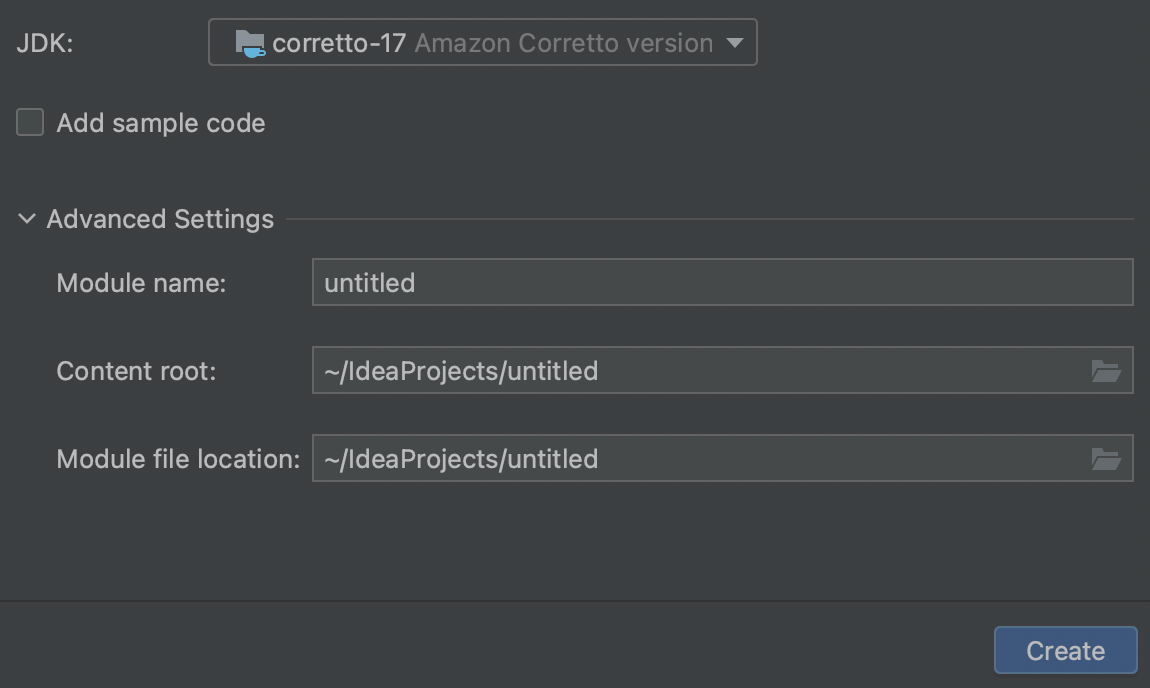 JDK: corretto-17 Amazon Corretto version
Add sample code
Advanced Settings
Module name: untitled
Content root: ~/IdeaProjects/untitled
Module file location: ~/IdeaProjects/untitled
Create